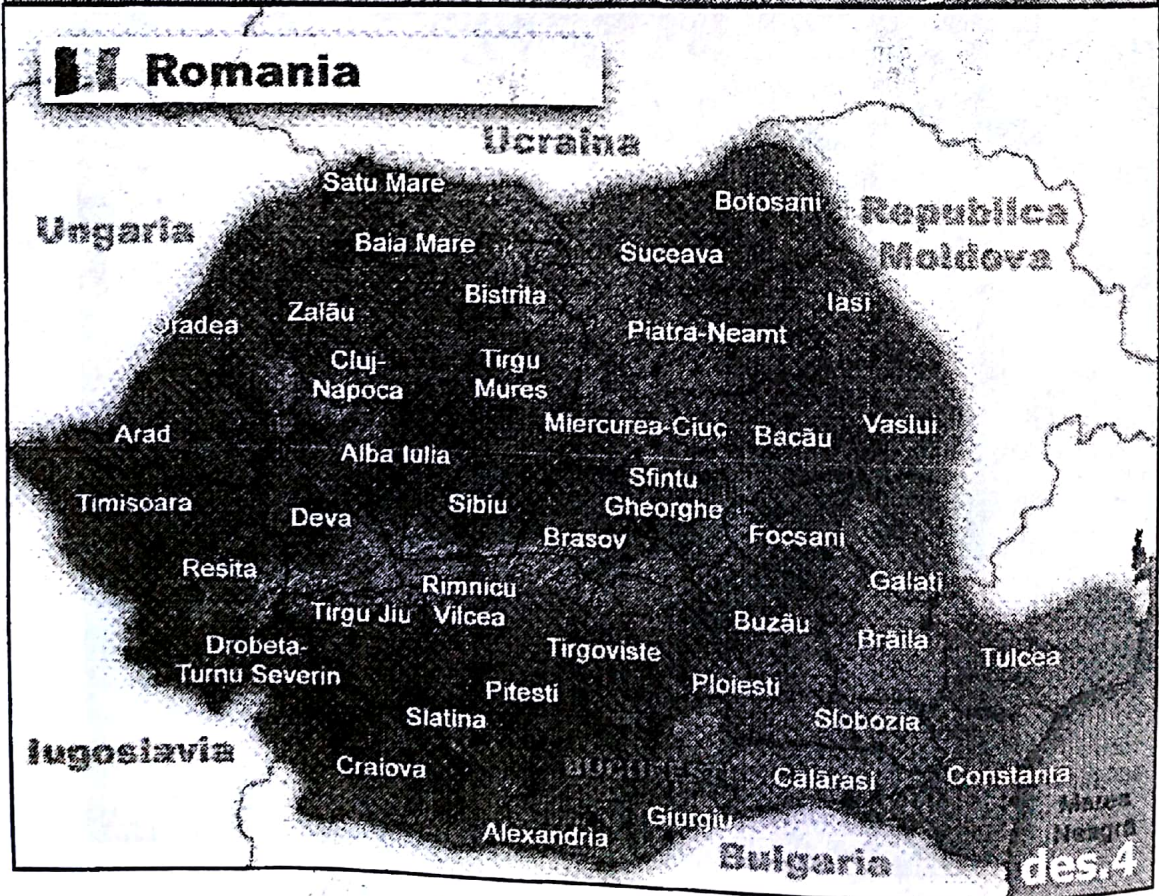 Romania
Ucraina
Satu Mare
Botosani
Republica
Moldova
Ungaria
Baia Mare
Suceava
Bistrita
Iasi
Zalău
Oradea
Piatra-Neamt
Cluj-
Napoca
Tirgu
Mures
Miercurea-Ciuc
Bacău
Vaslui
Arad
Alba Iulia
Sfintu
Gheorghe
Timisoara
Deva
Sibiu
Brasov
Focsani
Resita
Rimnicu
Vilcea
Galati
Tirgu Jiu
Buzău
Brăila
Drobeta-
Turnu Severin
Tirgoviste
Tulcea
Pitesti
Ploiesti
Slatina
Slobozia
Iugoslavia
Craiova
Bucuresti
Călărasi
Constanta
Marea
Neagră
Giurgiu
Alexandria
Bulgaria
des.4